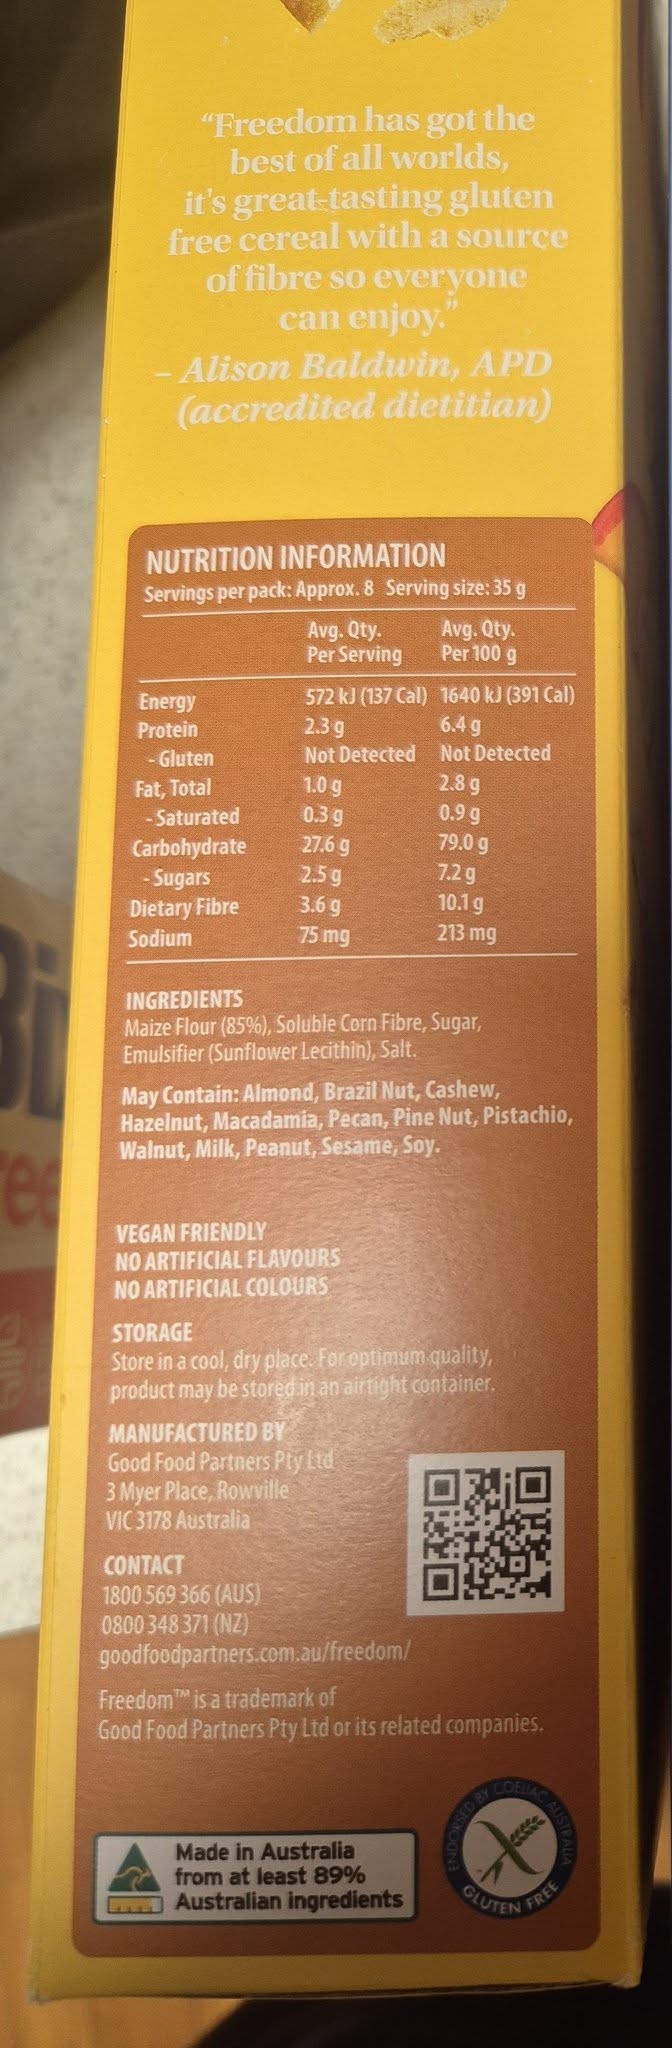 “Freedom has got the
best of all worlds,
it's great-tasting gluten
free cereal with a source
of fibre so everyone
can enjoy.”
– Alison Baldwin, APD
(accredited dietitian)
NUTRITION INFORMATION
Servings per pack: Approx. 8 Serving size: 35 g
Avg. Qty. Avg. Qty.
Per Serving Per 100 g
Energy 572 kJ (137 Cal) 1640 kJ (391 Cal)
Protein 2.3 g 6.4 g
- Gluten Not Detected Not Detected
Fat, Total 1.0 g 2.8 g
- Saturated 0.3 g 0.9 g
Carbohydrate 27.6 g 79.0 g
- Sugars 2.5 g 7.2 g
Dietary Fibre 3.6 g 10.1 g
Sodium 75 mg 213 mg
INGREDIENTS
Maize Flour (85%), Soluble Corn Fibre, Sugar,
Emulsifier (Sunflower Lecithin), Salt.
May Contain: Almond, Brazil Nut, Cashew,
Hazelnut, Macadamia, Pecan, Pine Nut, Pistachio,
Walnut, Milk, Peanut, Sesame, Soy.
VEGAN FRIENDLY
NO ARTIFICIAL FLAVOURS
NO ARTIFICIAL COLOURS
STORAGE
Store in a cool, dry place. For optimum quality,
product may be stored in an airtight container.
MANUFACTURED BY
Good Food Partners Pty Ltd
3 Myer Place, Rowville
VIC 3178 Australia
CONTACT
1800 569 366 (AUS)
0800 348 371 (NZ)
goodfoodpartners.com.au/freedom/
Freedom™ is a trademark of
Good Food Partners Pty Ltd or its related companies.
Made in Australia
from at least 89%
Australian ingredients
ENDORSED BY COELIAC AUSTRALIA
GLUTEN FREE